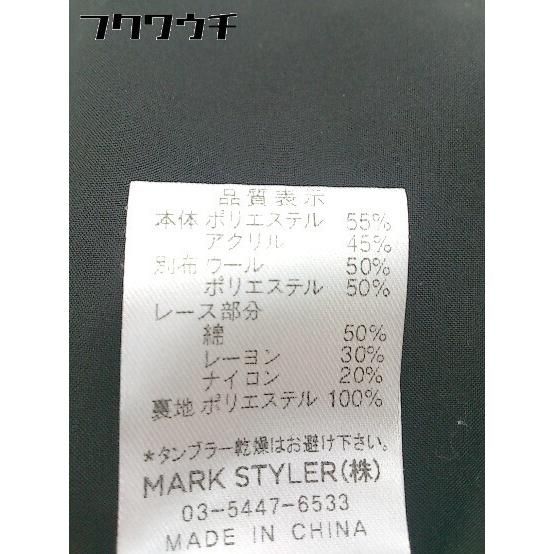 フクワウチ
品質表示
本体 ポリエステル 55%
アクリル 45%
別布 ウール 50%
ポリエステル 50%
レース部分
綿 50%
レーヨン 30%
ナイロン 20%
裏地 ポリエステル 100%
*タンブラー乾燥はお避け下さい。
MARK STYLER(株)
03-5447-6533
MADE IN CHINA